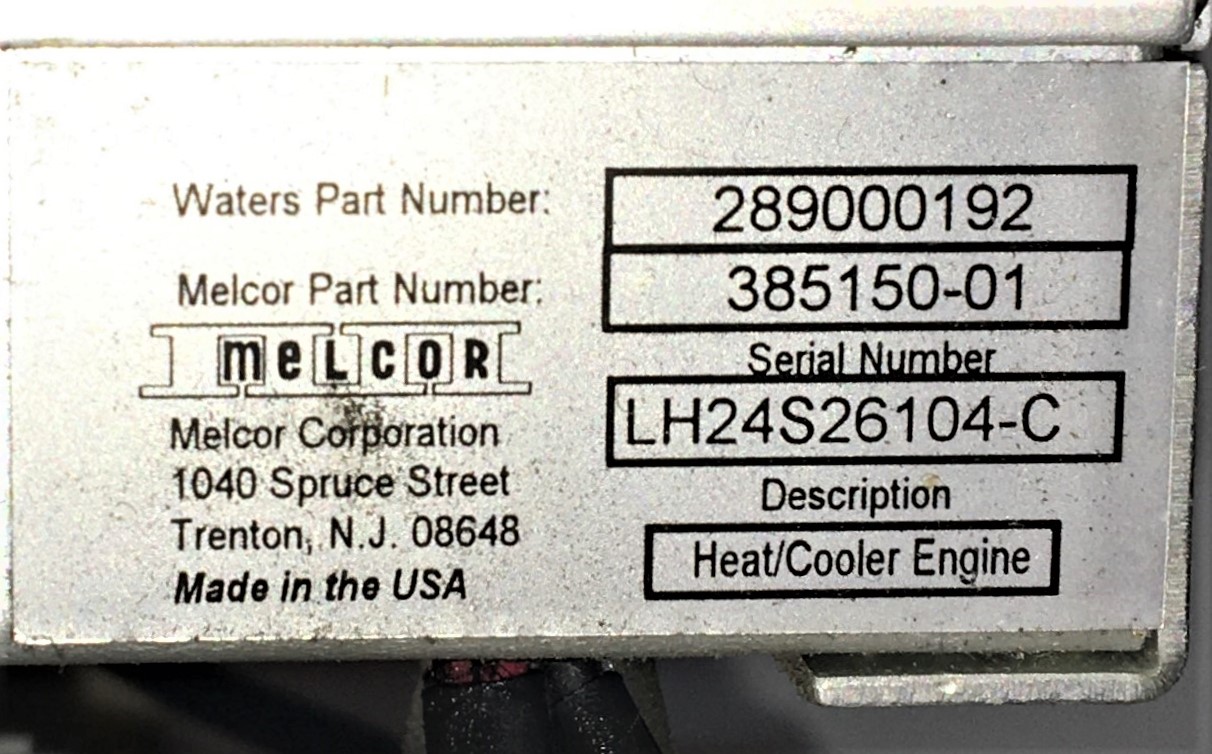 Waters Part Number: 289000192
Melcor Part Number: 385150-01
MELCOR
Serial Number
LH24S26104-C
Melcor Corporation
1040 Spruce Street
Trenton, N.J. 08648
Made in the USA
Description
Heat/Cooler Engine